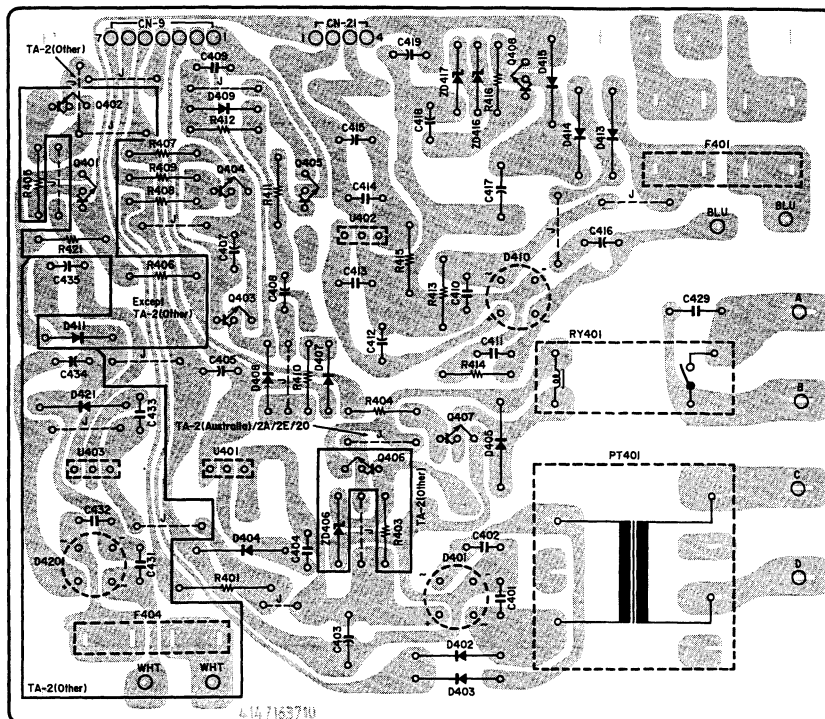 CN-9
CN-21
7
1
1
4
TA-2(Other)
C409
C419
Q408
D415
ZD417
ZD416
R416
J
D409
R412
Q402
C418
C415
D414
D413
F401
R407
R409
R408
Q401
Q404
R411
Q405
C414
C417
J
BLU
BLU
U402
J
R421
C407
R415
C416
C435
R406
Except
TA-2(Other)
C408
C413
R413
C410
D410
Q403
C429
A
D411
RY401
C412
C411
R414
C434
J
C405
D408
R410
D407
B
D421
C433
R404
TA-2(Australia)/2A/2E/20
J
Q407
D405
U403
U401
Q406
PT401
C
C432
J
ZD406
R403
TA-2(Other)
D404
C404
C402
D4201
C431
D401
C401
D
R401
J
F404
C403
D402
WHT
WHT
D403
TA-2(Other)
4147163710